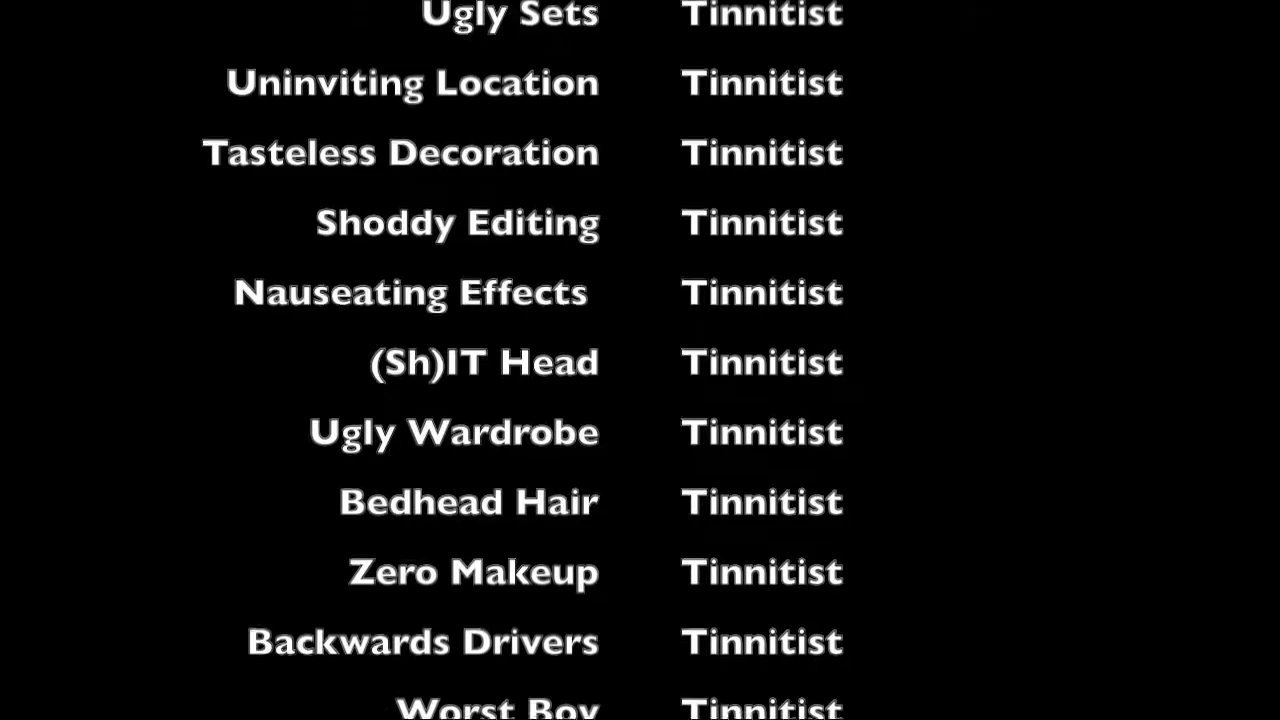 Ugly Sets Tinnitist
Uninviting Location Tinnitist
Tasteless Decoration Tinnitist
Shoddy Editing Tinnitist
Nauseating Effects Tinnitist
(Sh)IT Head Tinnitist
Ugly Wardrobe Tinnitist
Bedhead Hair Tinnitist
Zero Makeup Tinnitist
Backwards Drivers Tinnitist
Worst Boy Tinnitist